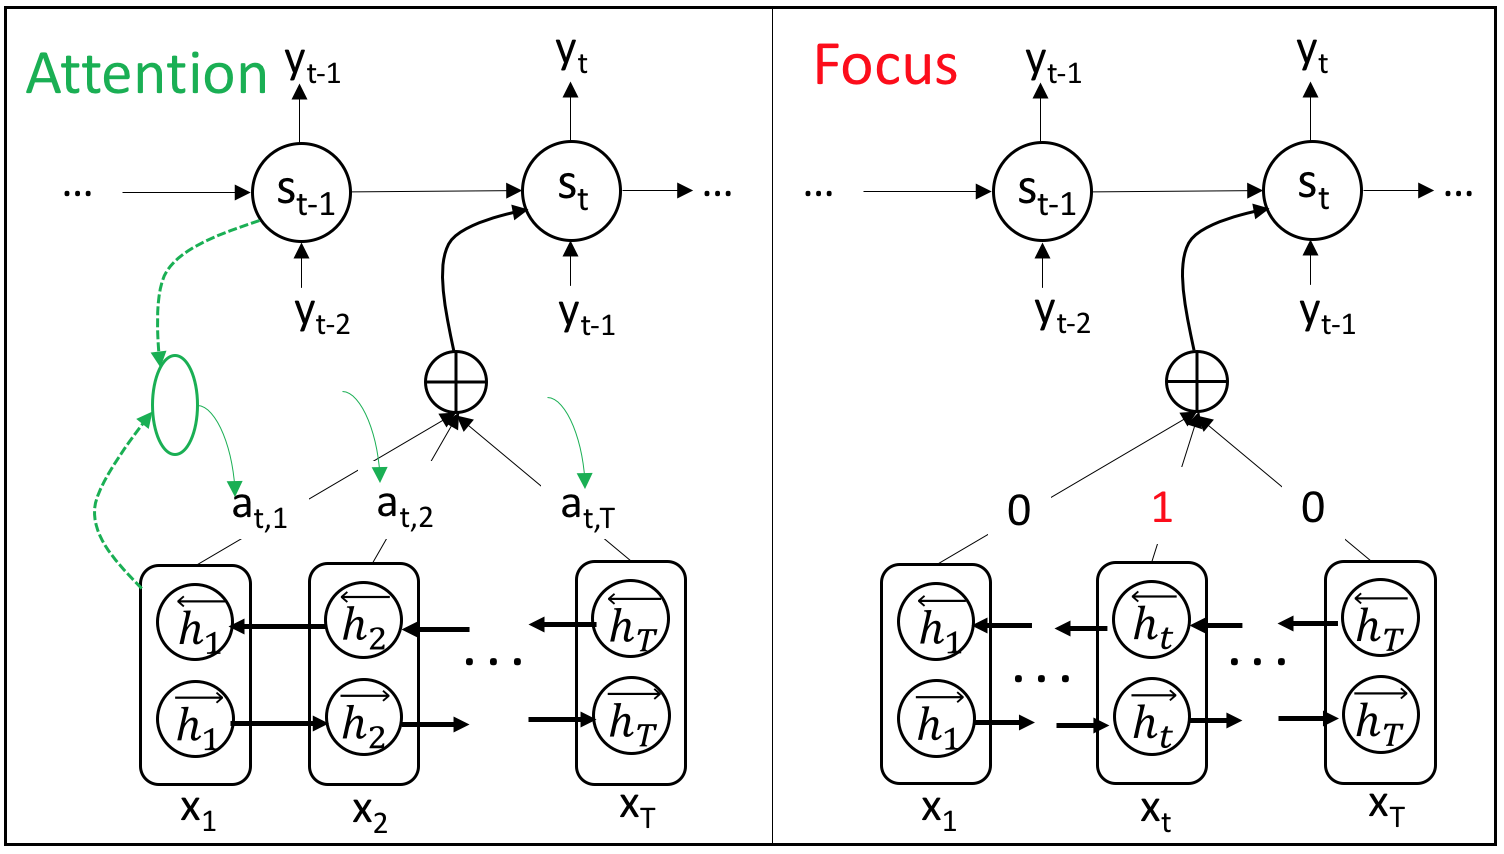 Attention
y_{t-1}
y_t
... s_{t-1} s_t ...
y_{t-2}
y_{t-1}
a_{t,1} a_{t,2} a_{t,T}
\overleftarrow{h_1} \overleftarrow{h_2} \overleftarrow{h_T}
. . .
\overrightarrow{h_1} \overrightarrow{h_2} \overrightarrow{h_T}
x_1 x_2 x_T
Focus
y_{t-1}
y_t
... s_{t-1} s_t ...
y_{t-2}
y_{t-1}
0 1 0
\overleftarrow{h_1} \overleftarrow{h_t} \overleftarrow{h_T}
. . . . . .
\overrightarrow{h_1} \overrightarrow{h_t} \overrightarrow{h_T}
x_1 x_t x_T